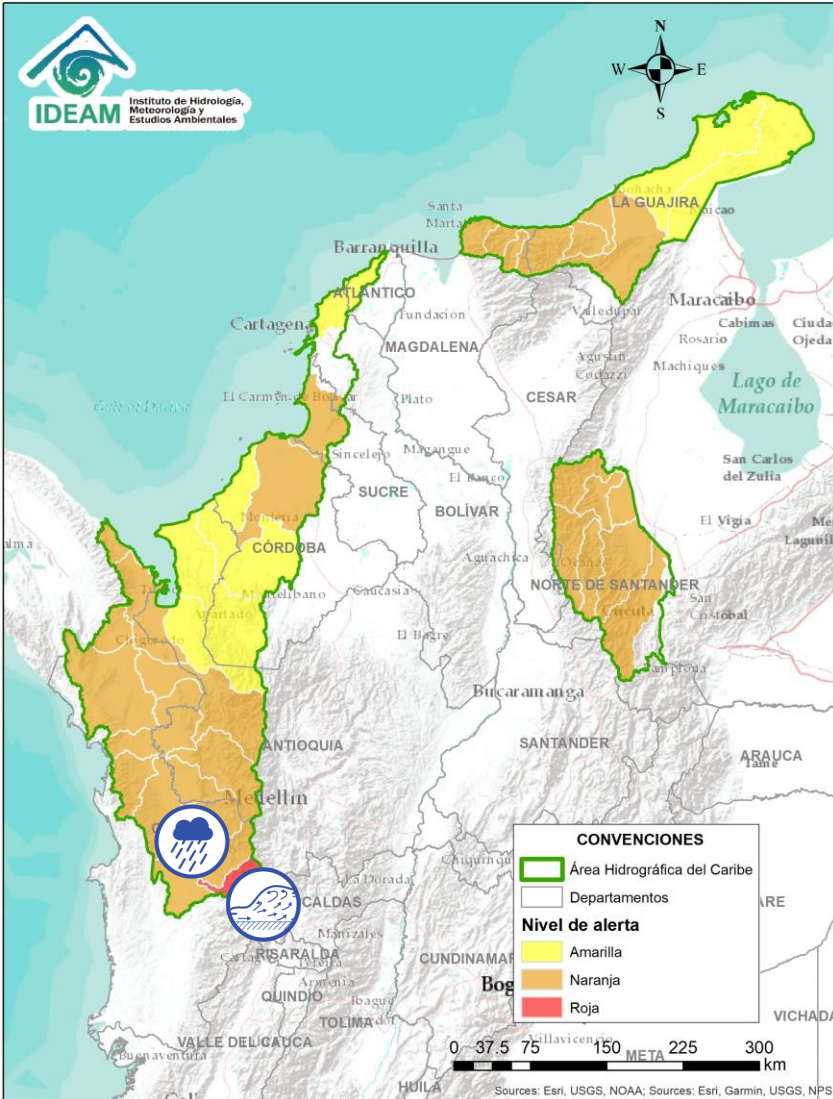 IDEAM
Instituto de Hidrología,
Meteorología y
Estudios Ambientales
N
W
E
S
Santa
Marta
Riohacha
LA GUAJIRA
Maicao
Barranquilla
ATLÁNTICO
Fundación
Maracaibo
Cabimas
Ciudad
Ojeda
Cartagena
Valledupar
Rosario
MAGDALENA
Agustín
Codazzi
Machiques
El Carmen de Bolívar
Plato
CESAR
Lago de
Maracaibo
Sincelejo
Magangué
El Banco
San Carlos
del Zulia
SUCRE
BOLÍVAR
Montería
CÓRDOBA
El Vigía
Aguachica
Ocaña
NORTE DE SANTANDER
Montelíbano
Caucasia
Apartadó
Cúcuta
San
Cristóbal
Chigorodó
El Bagre
Pamplona
Bucaramanga
ANTIOQUIA
SANTANDER
ARAUCA
Tame
Medellín
La Dorada
CALDAS
Manizales
RISARALDA
Pereira
Armenia
QUINDÍO
Ibagué
TOLIMA
CUNDINAMAR
Bog
Villavicencio
META
VICHADA
VALLE DEL CAUCA
Buenaventura
HUILA
CONVENCIONES
Área Hidrográfica del Caribe
Departamentos
Nivel de alerta
Amarilla
Naranja
Roja
0 37.5 75 150 225 300
km
Sources: Esri, USGS, NOAA; Sources: Esri, Garmin, USGS, NPS